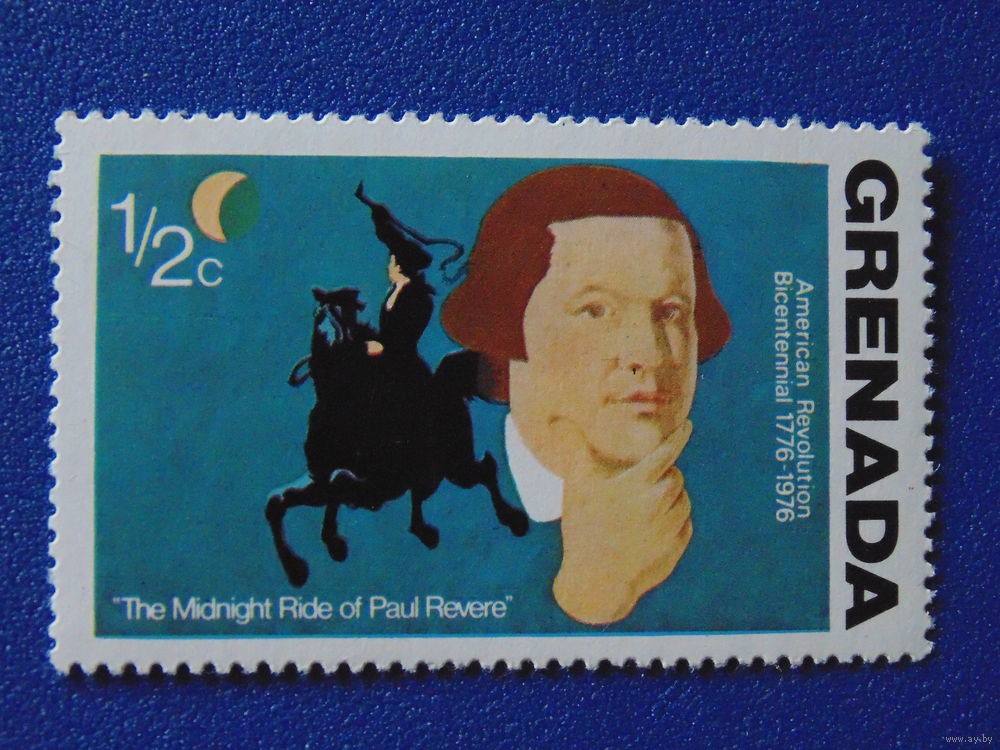 1/2c
GRENADA
American Revolution
Bicentennial 1776-1976
"The Midnight Ride of Paul Revere"
www.ay.by